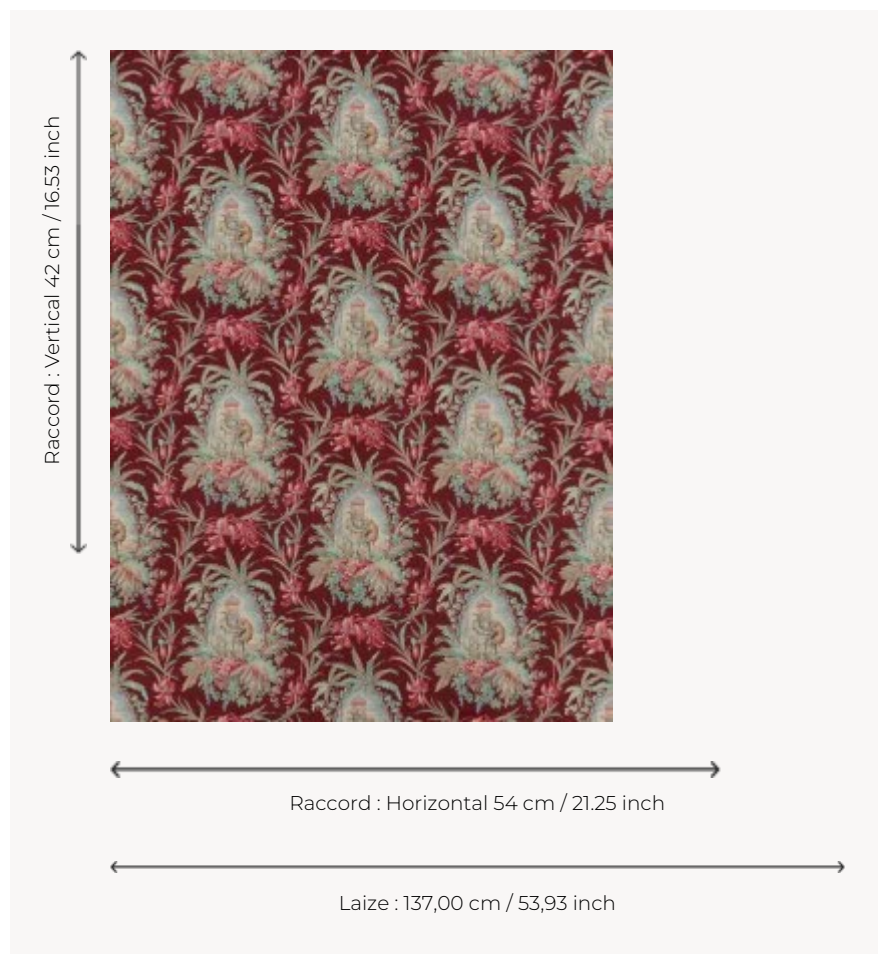 Raccord : Vertical 42 cm / 16.53 inch
Raccord : Horizontal 54 cm / 21.25 inch
Laize : 137,00 cm / 53,93 inch